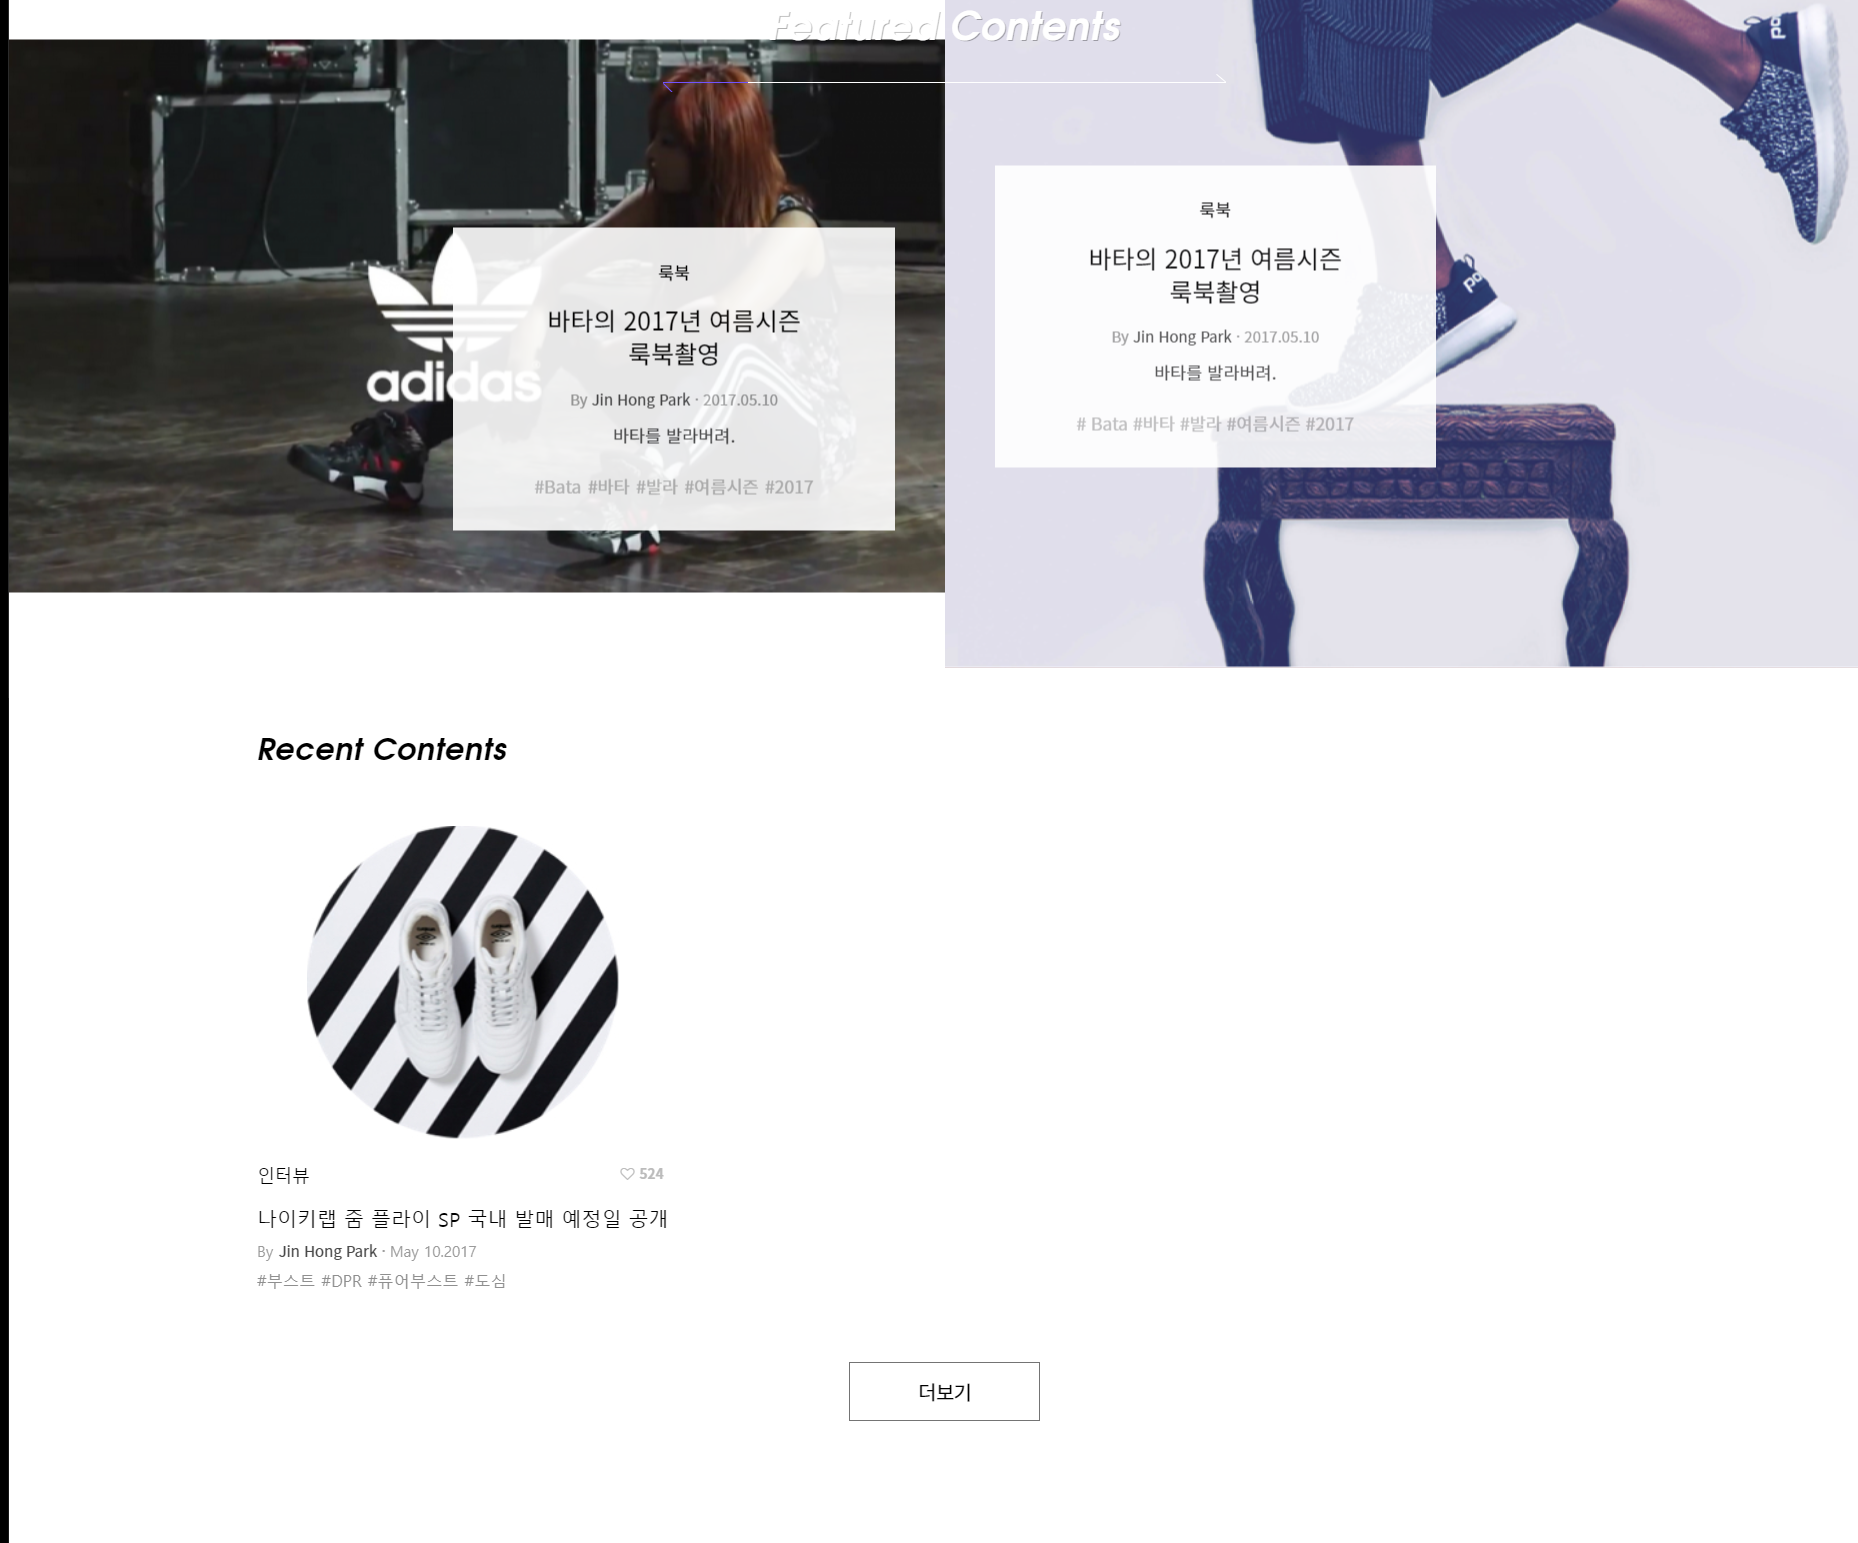 Featured Contents
adidas
룩북
바타의 2017년 여름시즌
룩북촬영
By Jin Hong Park · 2017.05.10
바타를 발라버려.
#Bata #바타 #발라 #여름시즌 #2017
룩북
바타의 2017년 여름시즌
룩북촬영
By Jin Hong Park · 2017.05.10
바타를 발라버려.
# Bata #바타 #발라 #여름시즌 #2017
Recent Contents
인터뷰
524
나이키랩 줌 플라이 SP 국내 발매 예정일 공개
By Jin Hong Park · May 10.2017
#부스트 #DPR #퓨어부스트 #도심
더보기